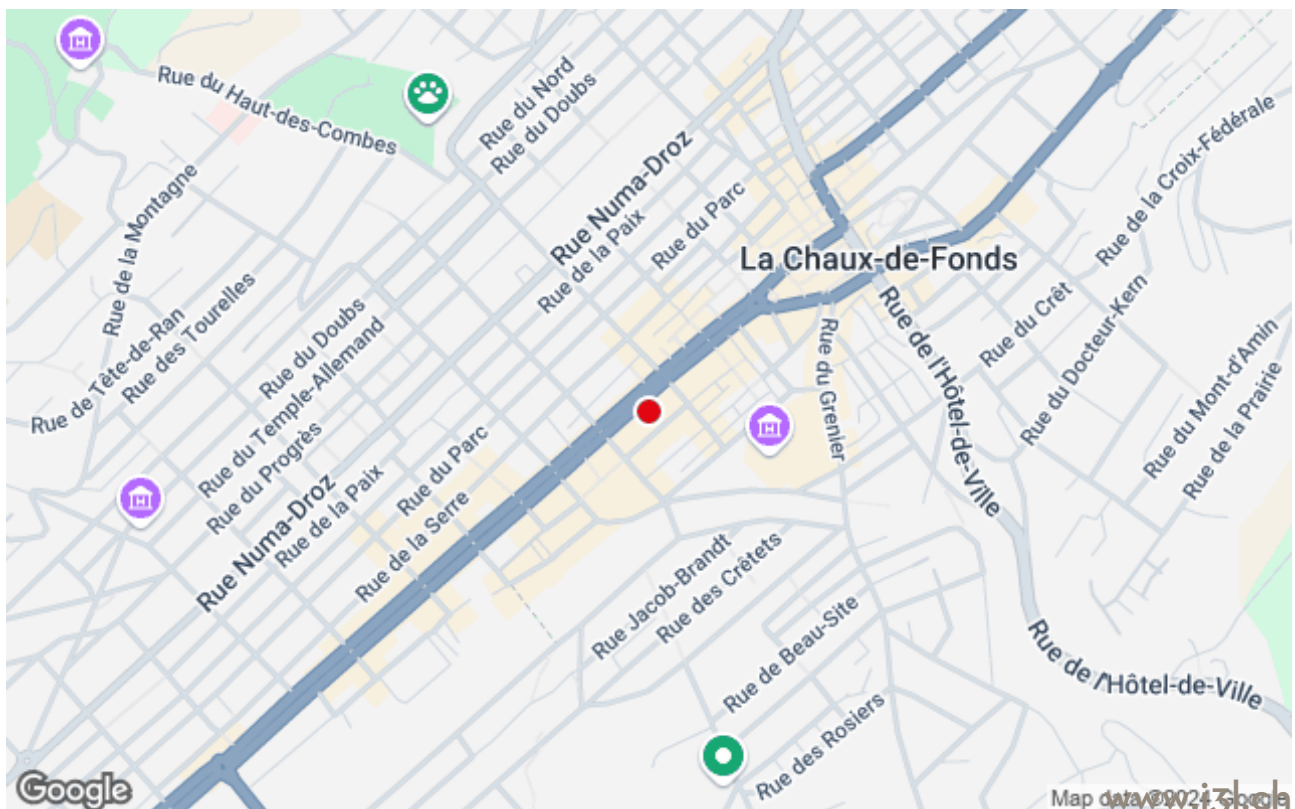 Rue du Haut-des-Combes
Rue du Nord
Rue du Doubs
Rue de la Croix-Fédérale
Rue de la Montagne
Rue Numa-Droz
Rue de la Paix
Rue du Parc
La Chaux-de-Fonds
Rue de Tête-de-Ran
Rue des Tourelles
Rue du Doubs
Rue du Temple-Allemand
Rue du Progrès
Rue du Grenier
Rue de l'Hôtel-de-Ville
Rue du Crêt
Rue du Docteur-Kern
Rue du Mont-d'Amin
Rue de la Prairie
Rue Numa-Droz
Rue de la Paix
Rue du Parc
Rue de la Serre
Rue Jacob-Brandt
Rue des Crêtets
Rue de Beau-Site
Rue des Rosiers
Rue de l'Hôtel-de-Ville
Google
Map data ©2024 Google